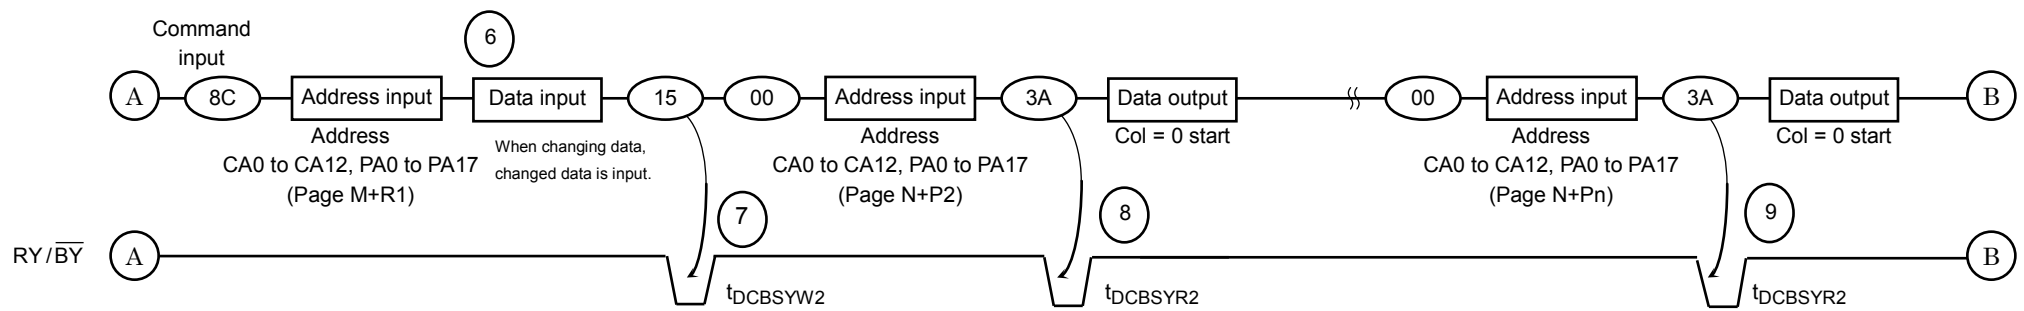 Command
input
6
A 8C Address input Data input 15 00 Address input 3A Data output 00 Address input 3A Data output B
Address
CA0 to CA12, PA0 to PA17
(Page M+R1)
When changing data,
changed data is input.
Address
CA0 to CA12, PA0 to PA17
(Page N+P2)
Col = 0 start
Address
CA0 to CA12, PA0 to PA17
(Page N+Pn)
Col = 0 start
7
8
9
RY/BY A B
tDCBSYW2
tDCBSYR2
tDCBSYR2